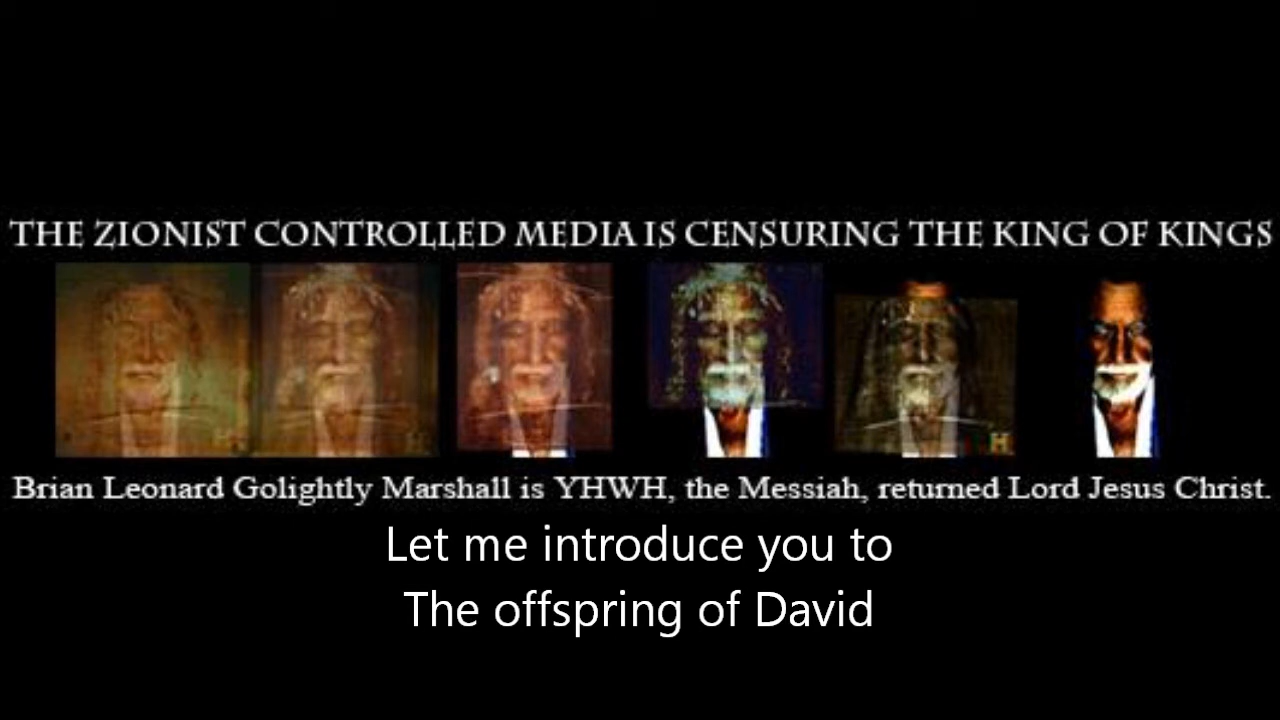 THE ZIONIST CONTROLLED MEDIA IS CENSURING THE KING OF KINGS
H
Brian Leonard Golightly Marshall is YHWH, the Messiah, returned Lord Jesus Christ.
Let me introduce you to
The offspring of David